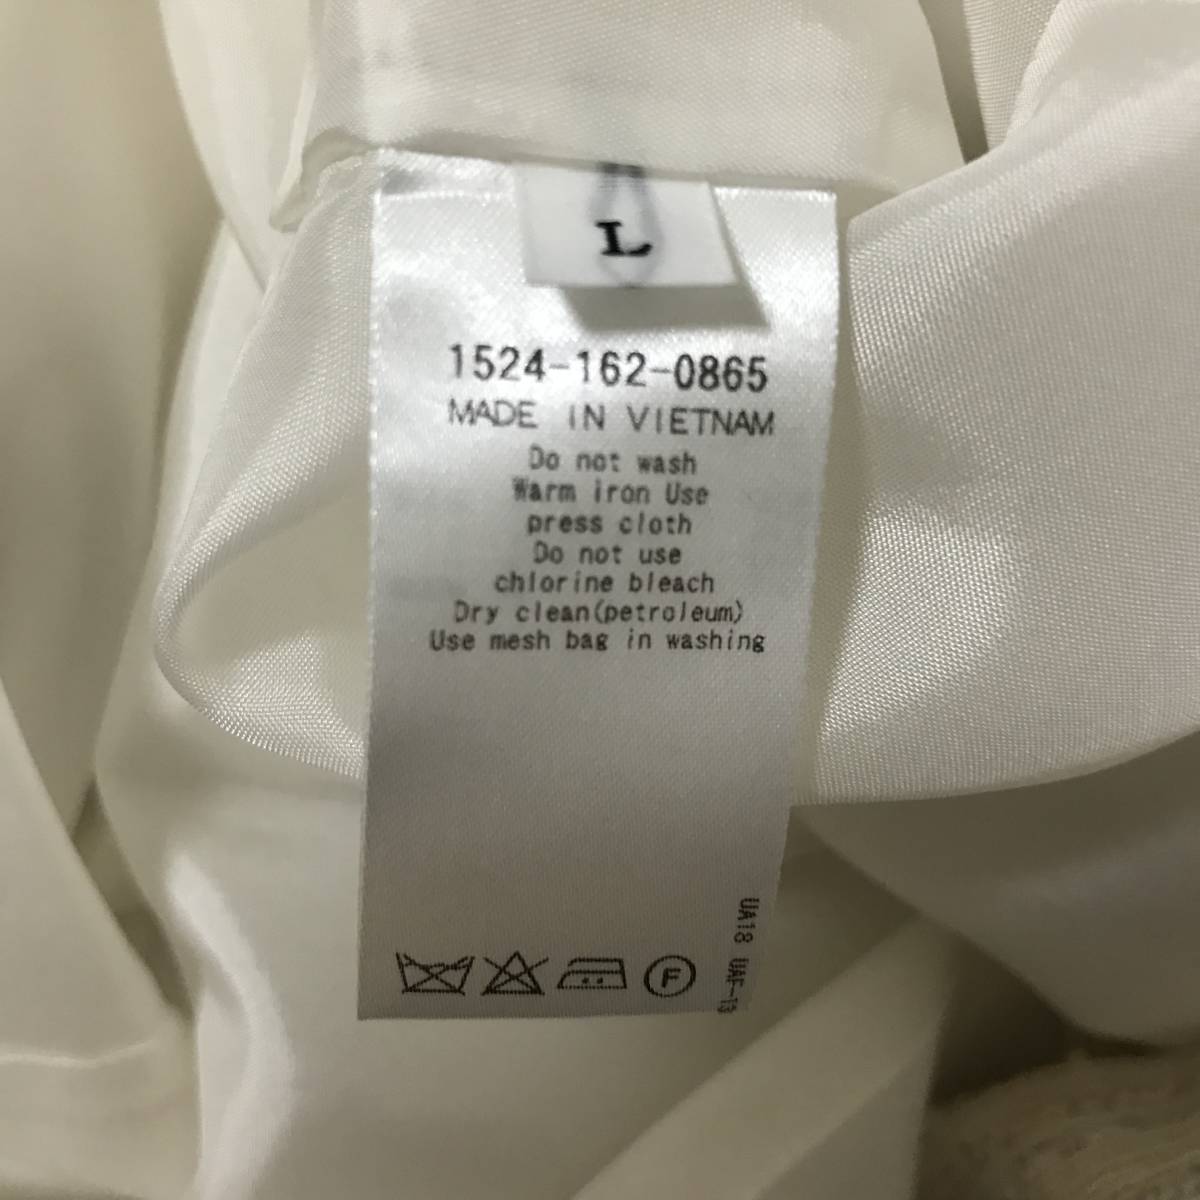 L
1524-162-0865
MADE IN VIETNAM
Do not wash
Warm iron Use
press cloth
Do not use
chlorine bleach
Dry clean(petroleum)
Use mesh bag in washing
UA18 UAF-13
F